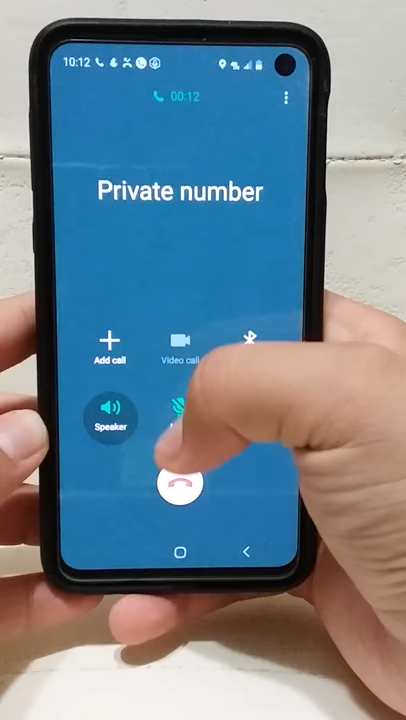 10:12
00:12
Private number
Add call
Video call
Speaker